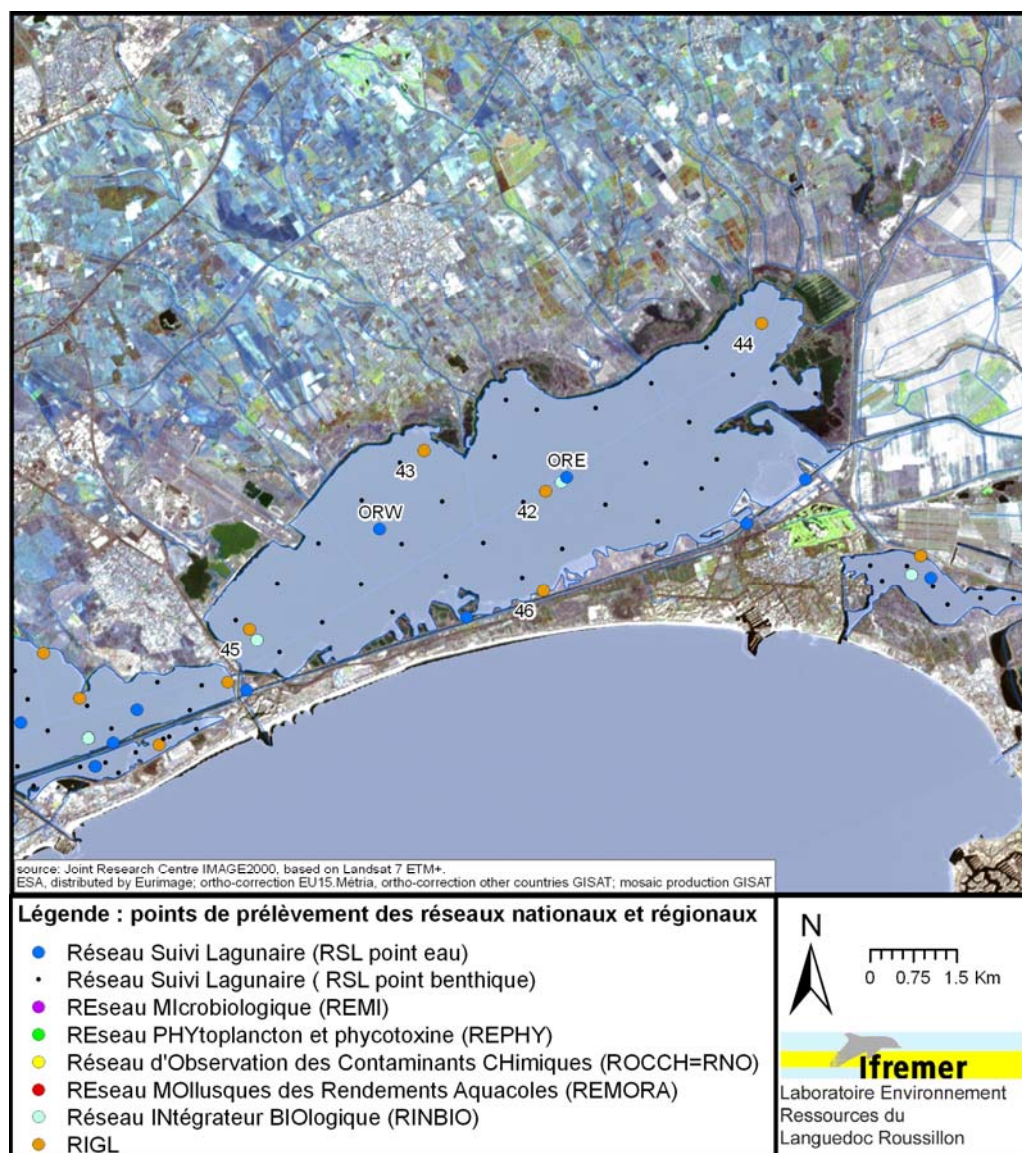 44
43
ORE
42
ORW
46
45
source: Joint Research Centre IMAGE2000, based on Landsat 7 ETM+.
ESA, distributed by Eurimage; ortho-correction EU15.Métria, ortho-correction other countries GISAT; mosaic production GISAT
Légende : points de prélèvement des réseaux nationaux et régionaux
Réseau Suivi Lagunaire (RSL point eau)
Réseau Suivi Lagunaire ( RSL point benthique)
REseau MIcrobiologique (REMI)
REseau PHYtoplancton et phycotoxine (REPHY)
Réseau d'Observation des Contaminants CHimiques (ROCCH=RNO)
REseau MOllusques des Rendements Aquacoles (REMORA)
Réseau INtégrateur BIOlogique (RINBIO)
RIGL
N
0 0.75 1.5 Km
Ifremer
Laboratoire Environnement
Ressources du
Languedoc Roussillon